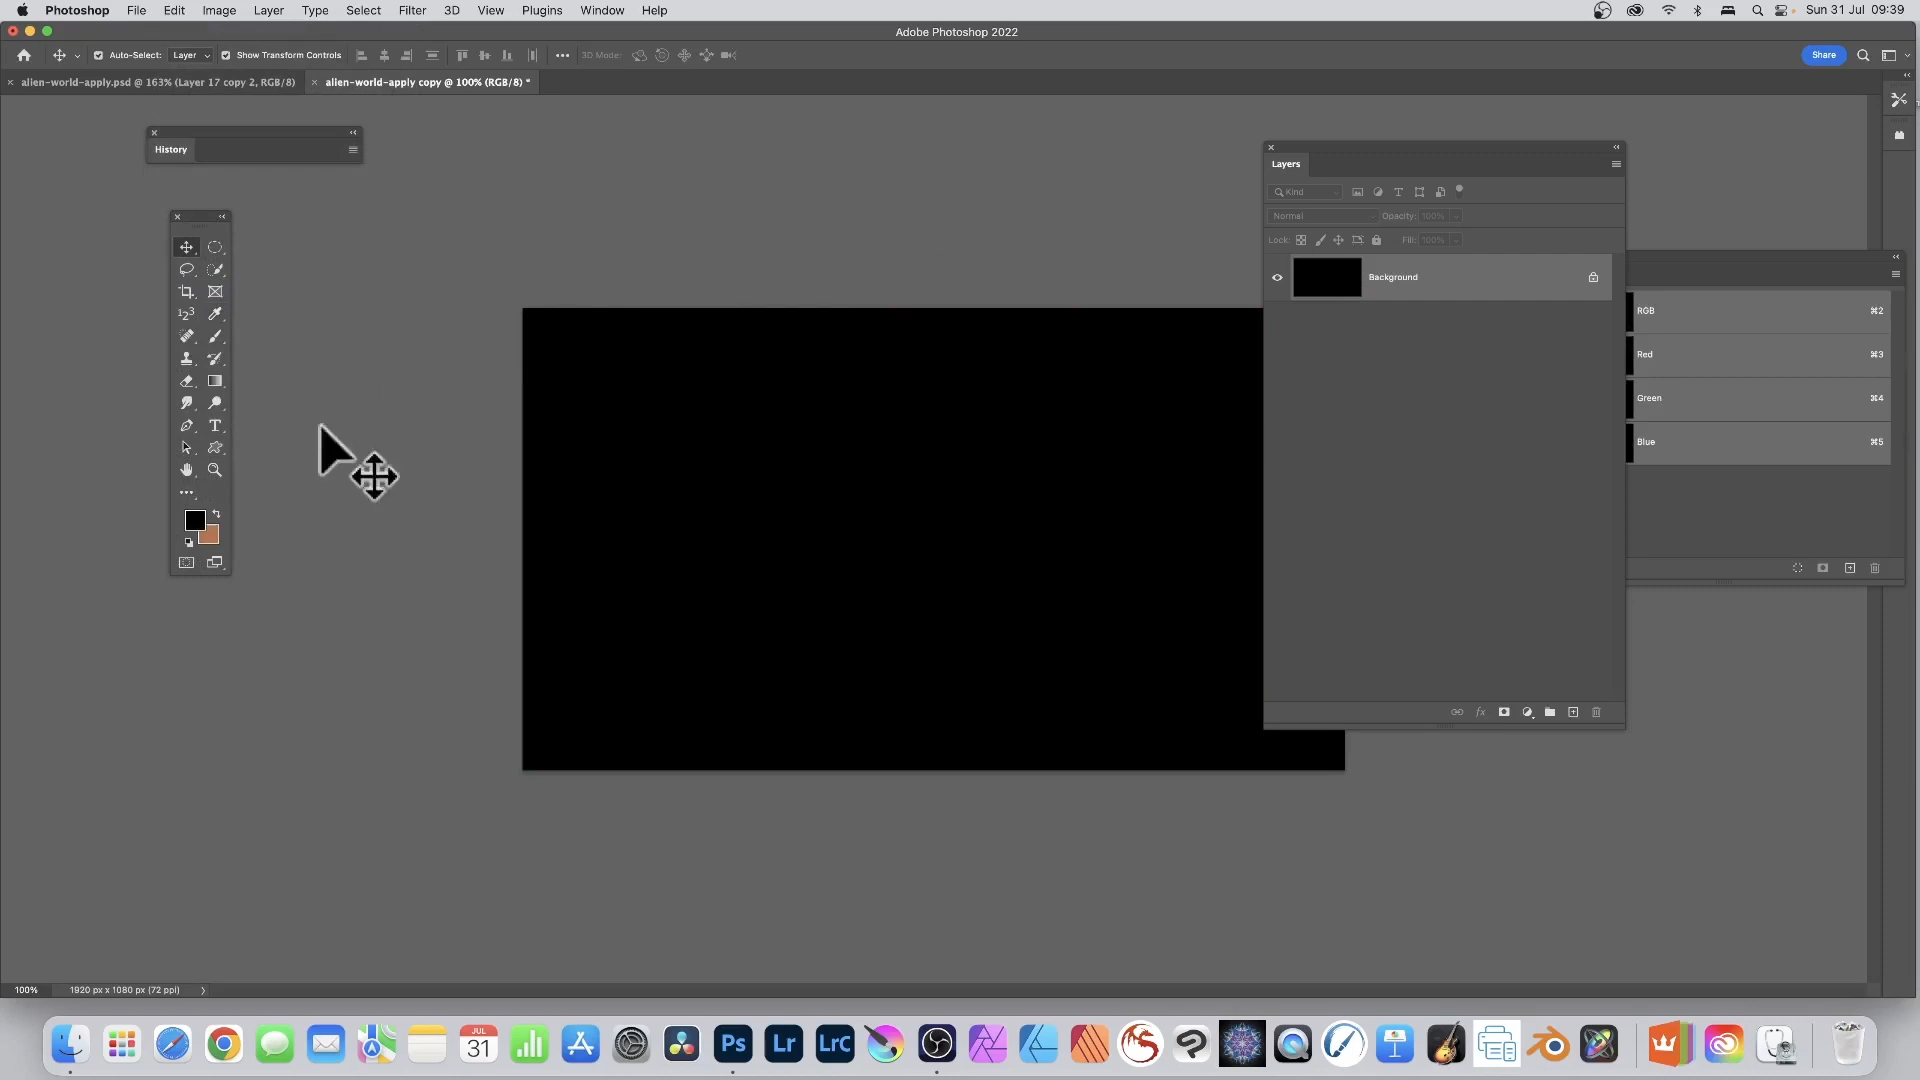 Photoshop File Edit Image Layer Type Select Filter 3D View Plugins Window Help Sun 31 Jul 09:39
Adobe Photoshop 2022
Auto-Select: Layer Show Transform Controls 3D Mode: Share
alien-world-apply.psd @ 163% (Layer 17 copy 2, RGB/8) alien-world-apply copy @ 100% (RGB/8) *
History
Layers
Kind
Normal Opacity: 100%
Lock: Fill: 100%
Background
RGB ⌘2
Red ⌘3
Green ⌘4
Blue ⌘5
100% 1920 px x 1080 px (72 ppi)
JUL
31
Ps Lr LrC